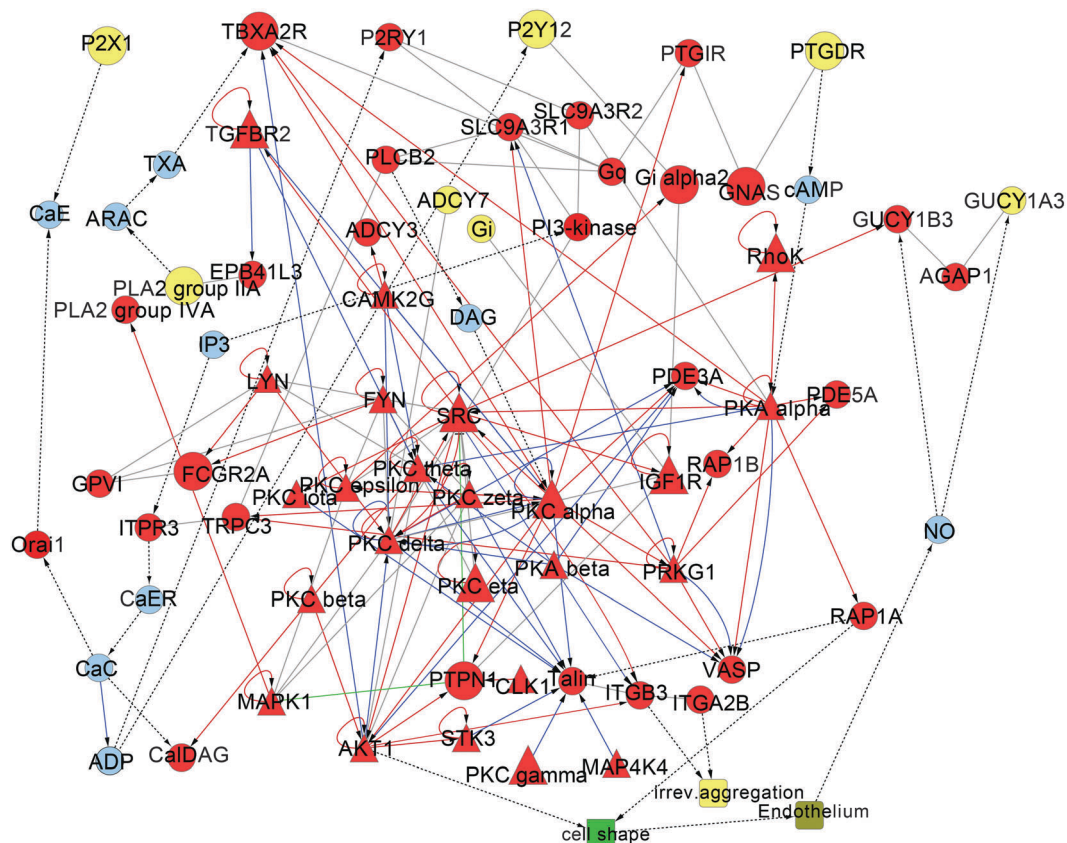 P2X1
TBXA2R
P2RY1
P2Y12
PTGIR
PTGDR
SLC9A3R2
SLC9A3R1
TGFBR2
TXA
PLCB2
Gq
Gi alpha2
GNAS
cAMP
CaE
ARAC
ADCY7
ADCY3
Gi
PI3-kinase
GUCY1B3
GUCY1A3
RhoK
AGAP1
EPB41L3
PLA2 group IIA
PLA2 group IVA
CAMK2G
DAG
IP3
LYN
FYN
SRC
PDE3A
PKA alpha
PDE5A
GPVI
FCGR2A
PKC theta
PKC iota
PKC epsilon
PKC zeta
PKC alpha
IGF1R
RAP1B
Orai1
ITPR3
TRPC3
PKC delta
NO
CaER
PKC beta
PKC eta
PKA beta
PRKG1
RAP1A
CaC
MAPK1
PTPN1
CLK1
Talin
ITGB3
VASP
ITGA2B
ADP
CalDAG
AKT1
STK3
PKC gamma
MAP4K4
Irrev.aggregation
Endothelium
cell shape